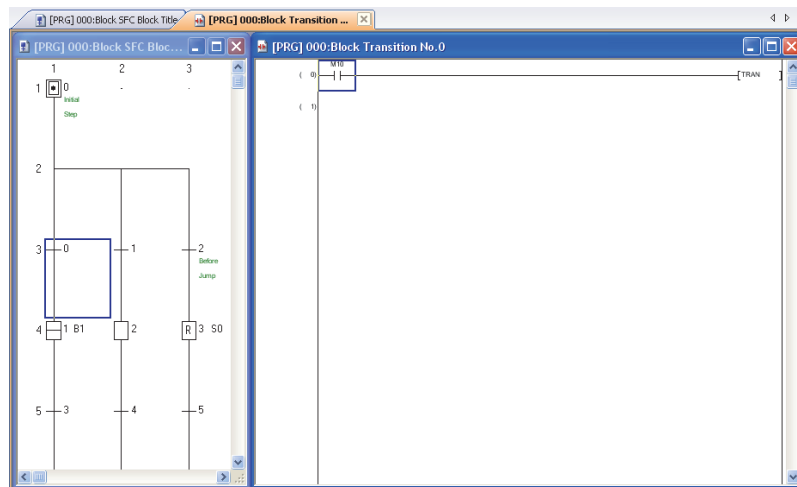 [PRG] 000:Block SFC Block Title
[PRG] 000:Block Transition ...
[PRG] 000:Block SFC Bloc...
[PRG] 000:Block Transition No.0
1 2 3
1 0 - -
Initial
Step
2
3 0 1 2
Before
Jump
4 1 B1 2 R 3 S0
5 3 4 5
M10
( 0) [TRAN ]
( 1)